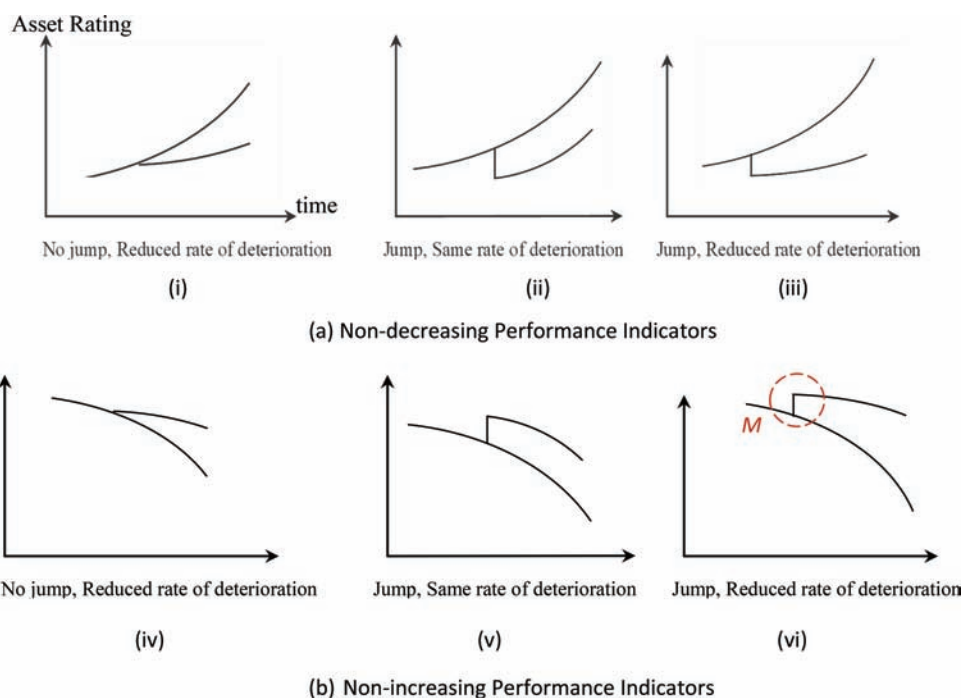 Asset Rating
time
No jump, Reduced rate of deterioration
Jump, Same rate of deterioration
Jump, Reduced rate of deterioration
(i)
(ii)
(iii)
(a) Non-decreasing Performance Indicators
M
No jump, Reduced rate of deterioration
Jump, Same rate of deterioration
Jump, Reduced rate of deterioration
(iv)
(v)
(vi)
(b) Non-increasing Performance Indicators